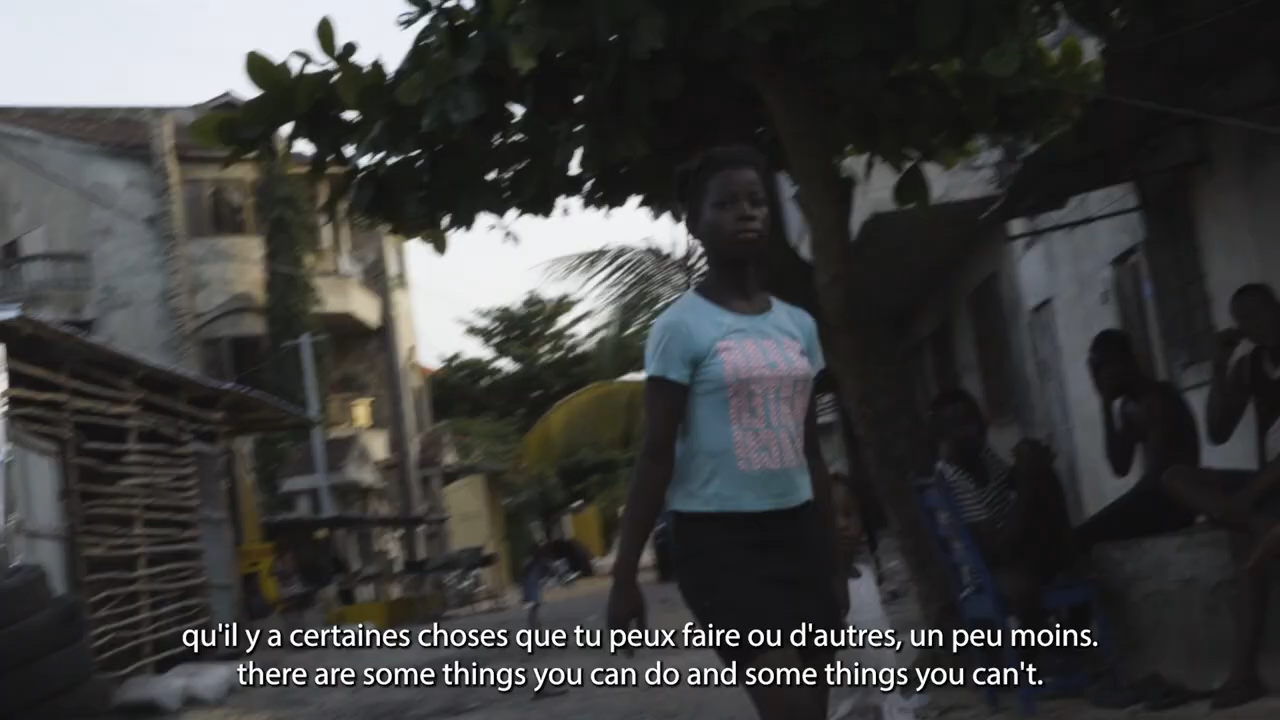 qu'il y a certaines choses que tu peux faire ou d'autres, un peu moins.
there are some things you can do and some things you can't.